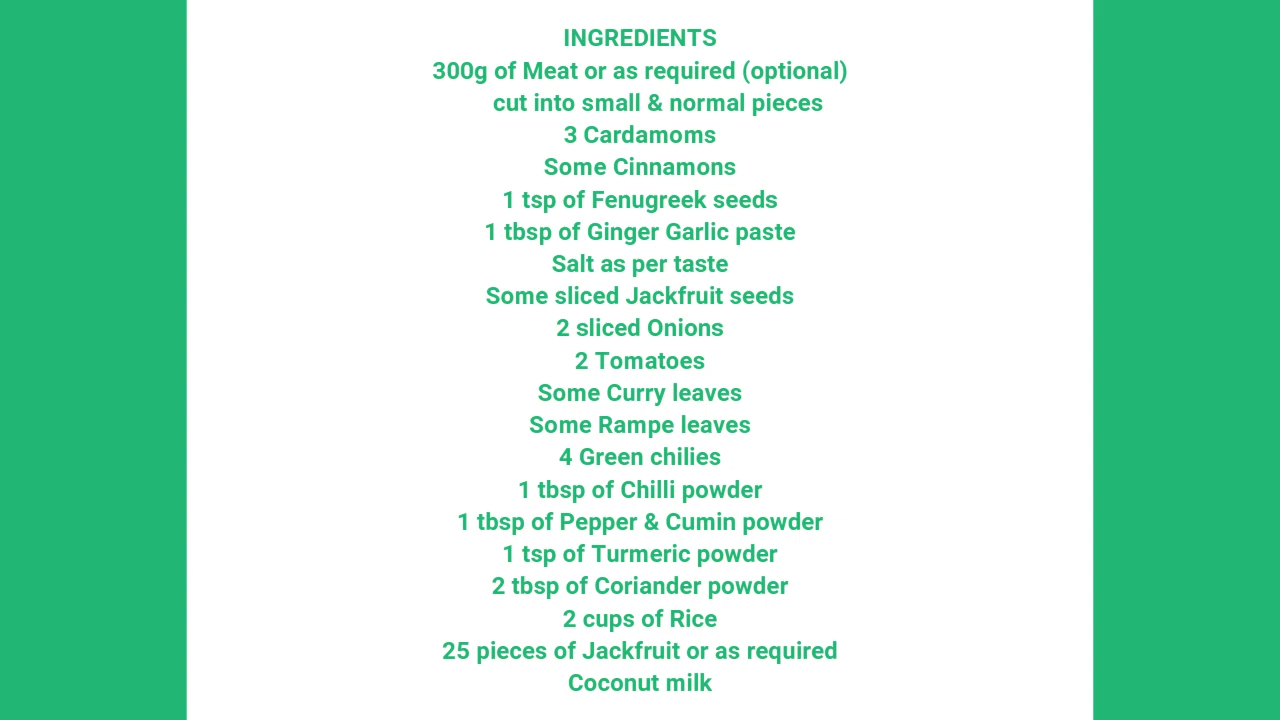 INGREDIENTS
300g of Meat or as required (optional)
cut into small & normal pieces
3 Cardamoms
Some Cinnamons
1 tsp of Fenugreek seeds
1 tbsp of Ginger Garlic paste
Salt as per taste
Some sliced Jackfruit seeds
2 sliced Onions
2 Tomatoes
Some Curry leaves
Some Rampe leaves
4 Green chilies
1 tbsp of Chilli powder
1 tbsp of Pepper & Cumin powder
1 tsp of Turmeric powder
2 tbsp of Coriander powder
2 cups of Rice
25 pieces of Jackfruit or as required
Coconut milk